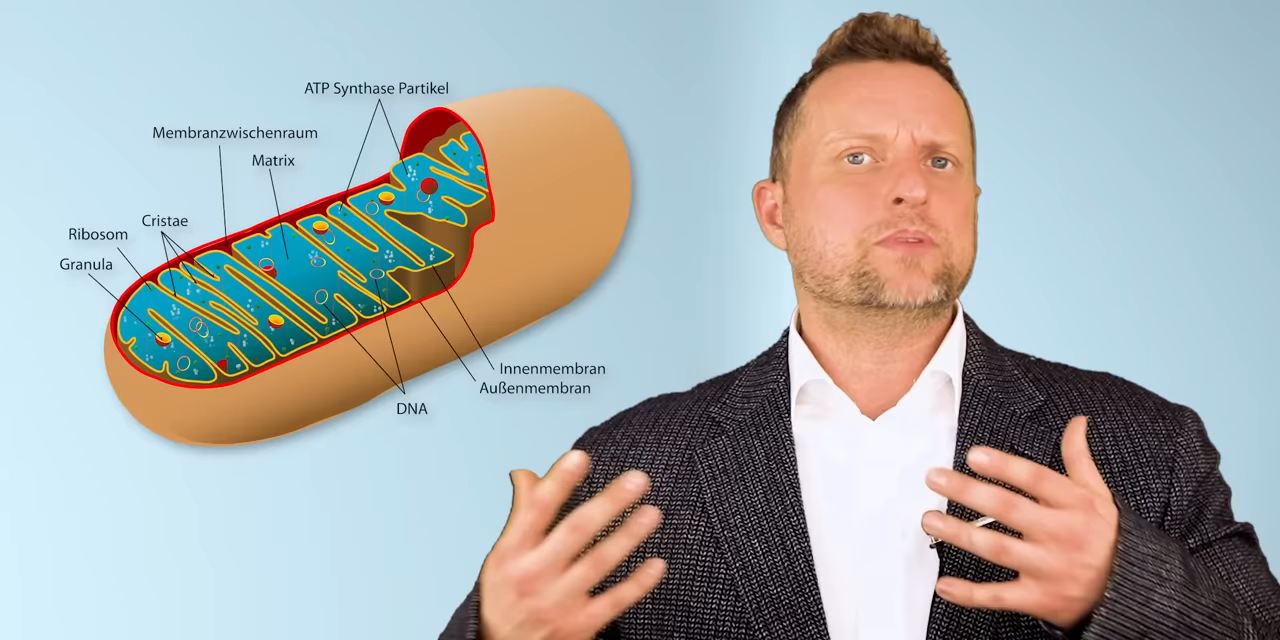 ATP Synthase Partikel
Membranzwischenraum
Matrix
Cristae
Ribosom
Granula
Innenmembran
Außenmembran
DNA